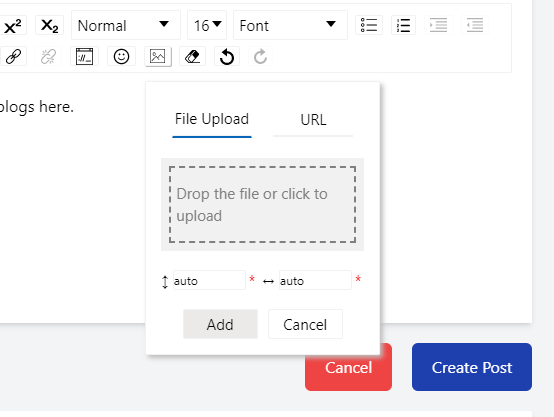 x² x₂ Normal 16 Font
blogs here.
File Upload URL
Drop the file or click to
upload
auto * auto *
Add Cancel
Cancel Create Post